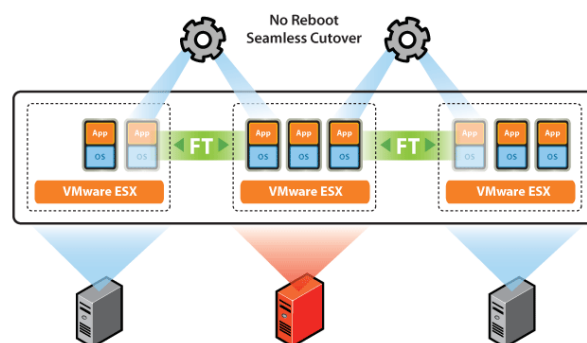 No Reboot
Seamless Cutover
App
App
FT
App
App
App
FT
App
App
App
OS
OS
OS
OS
OS
OS
OS
OS
VMware ESX
VMware ESX
VMware ESX